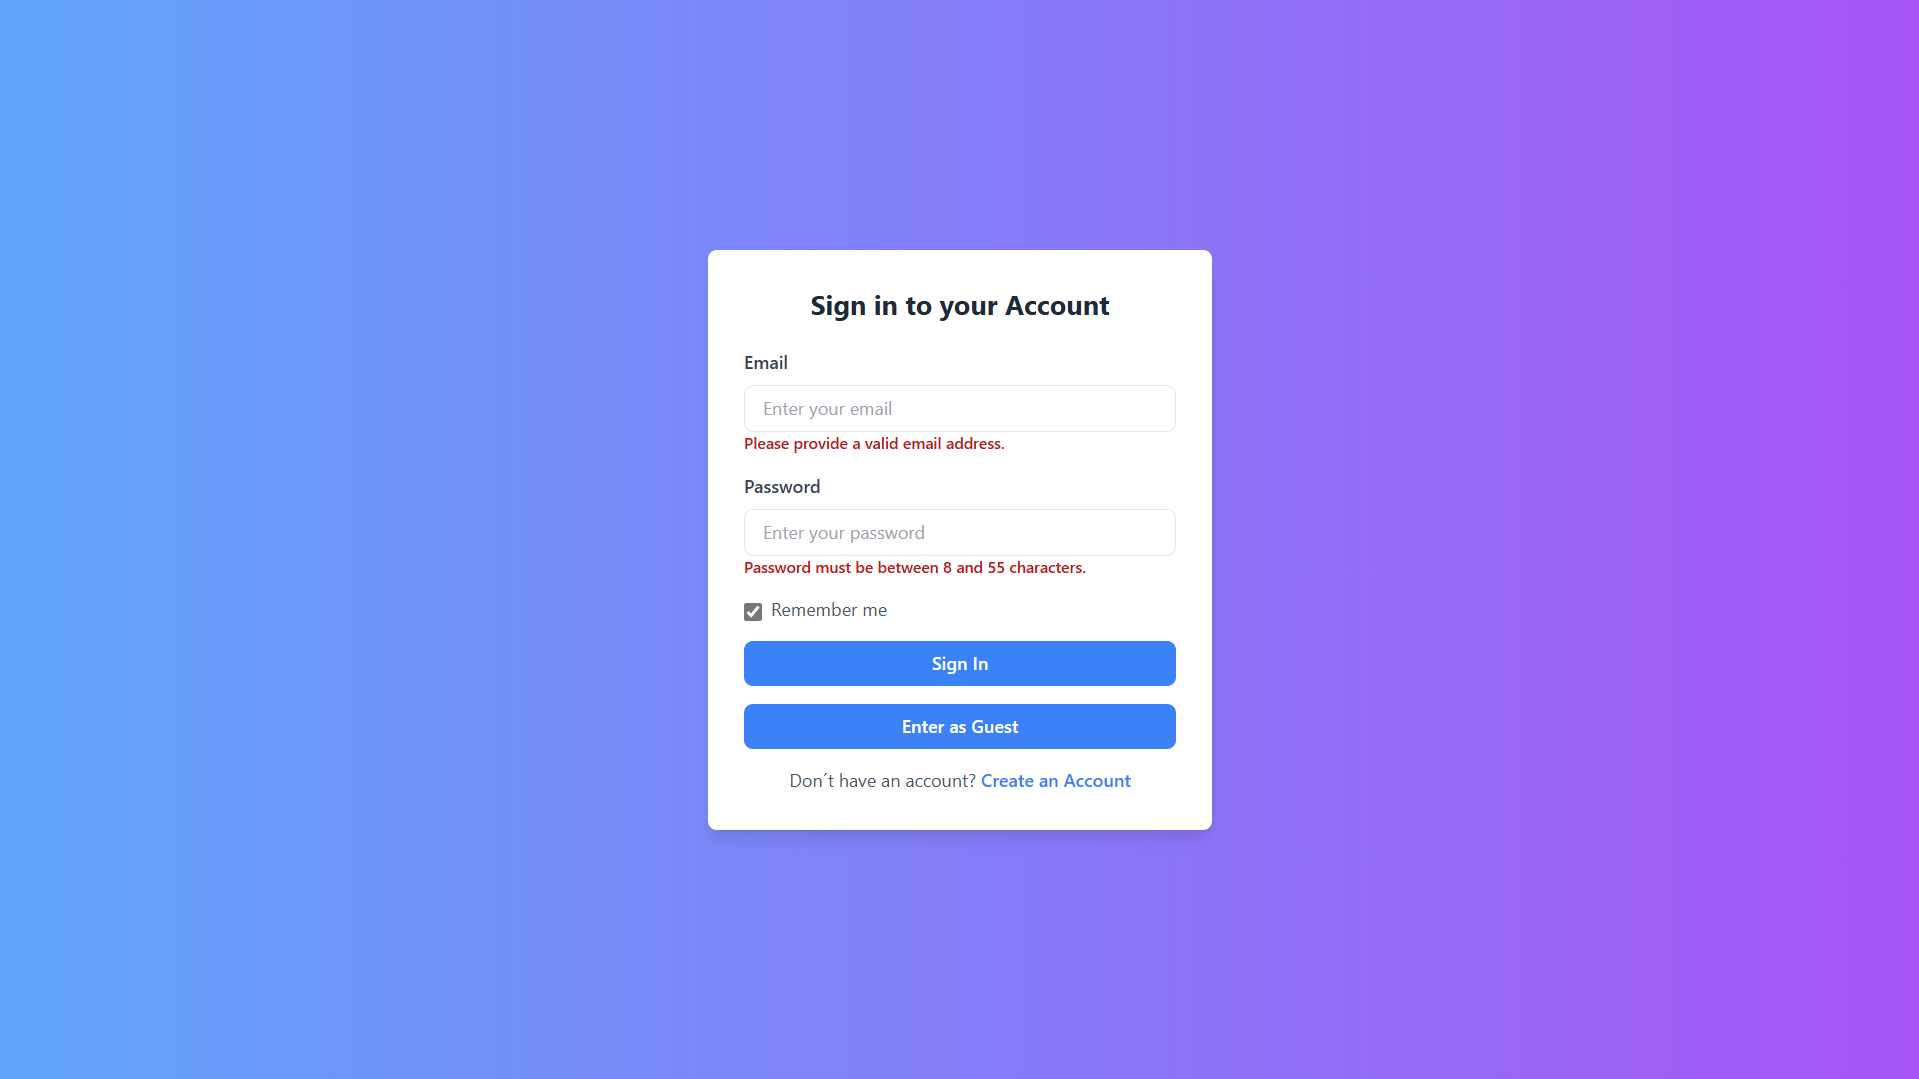 Sign in to your Account
Email
Enter your email
Please provide a valid email address.
Password
Enter your password
Password must be between 8 and 55 characters.
Remember me
Sign In
Enter as Guest
Don´t have an account? Create an Account